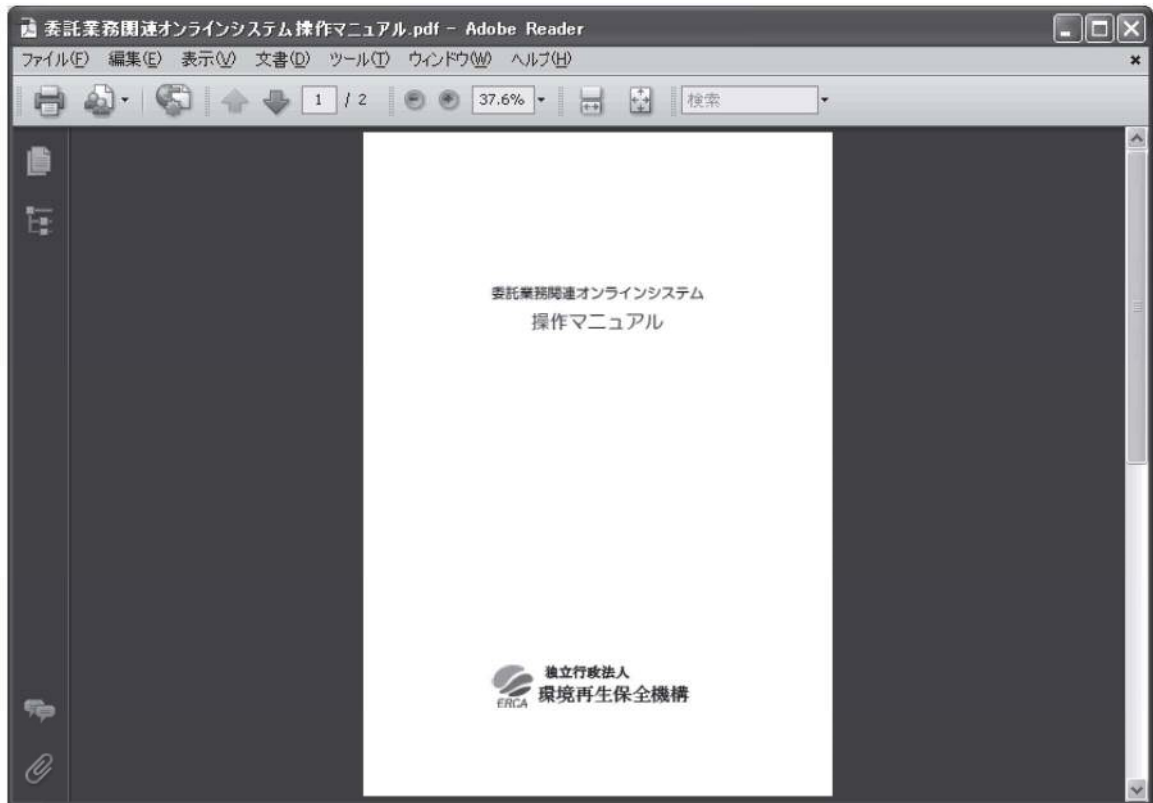 委託業務関連オンラインシステム操作マニュアル.pdf - Adobe Reader
ファイル(F) 編集(E) 表示(V) 文書(D) ツール(T) ウィンドウ(W) ヘルプ(H)
1 / 2 37.6% 検索
委託業務関連オンラインシステム
操作マニュアル
独立行政法人
ERCA 環境再生保全機構